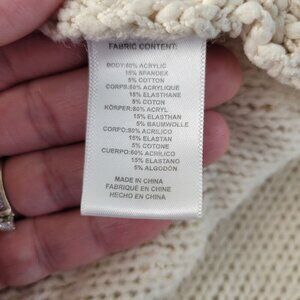 FABRIC CONTENT:
BODY:80% ACRYLIC
15% SPANDEX
5% COTTON
CORPS:80% ACRYLIQUE
15% ELASTHANE
5% COTON
KÖRPER:80% ACRYL
15% ELASTHAN
5% BAUMWOLLE
CORPO:80% ACRILICO
15% ELASTAN
5% COTONE
CUERPO:80% ACRÍLICO
15% ELASTANO
5% ALGODÓN
MADE IN CHINA
FABRIQUÉ EN CHINE
HECHO EN CHINA